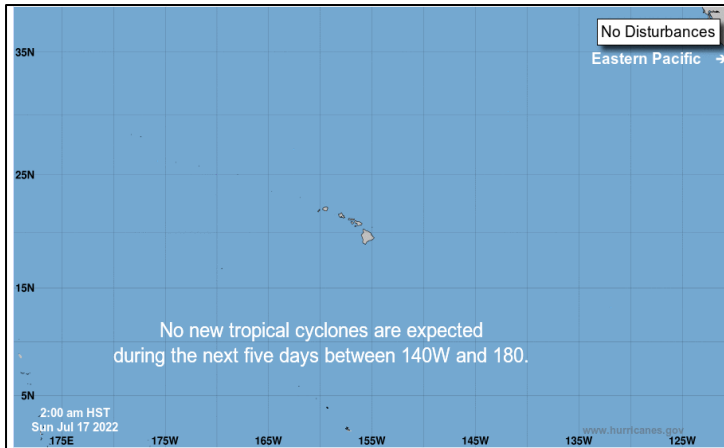 No Disturbances
Eastern Pacific →
35N
25N
15N
No new tropical cyclones are expected
during the next five days between 140W and 180.
5N
2:00 am HST
Sun Jul 17 2022
www.hurricanes.gov
175E 175W 165W 155W 145W 135W 125W